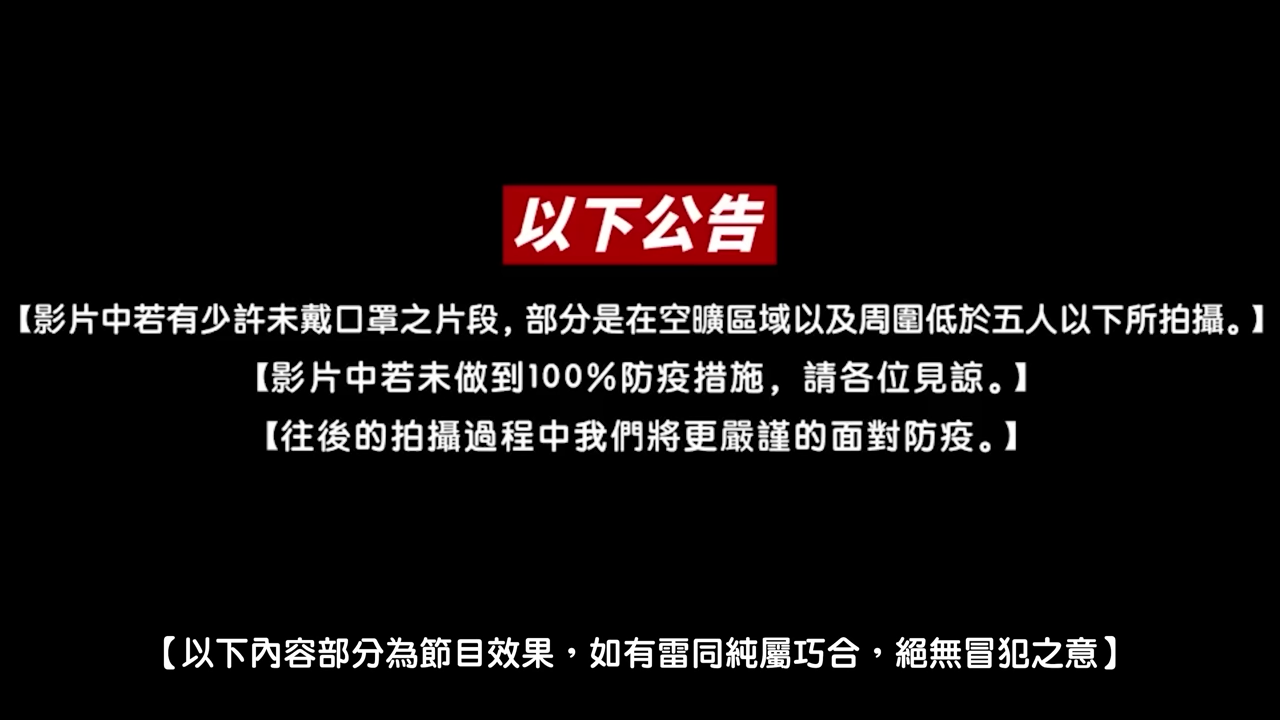 以下公告
【影片中若有少許未戴口罩之片段，部分是在空曠區域以及周圍低於五人以下所拍攝。】
【影片中若未做到100%防疫措施，請各位見諒。】
【往後的拍攝過程中我們將更嚴謹的面對防疫。】
【以下內容部分為節目效果，如有雷同純屬巧合，絕無冒犯之意】